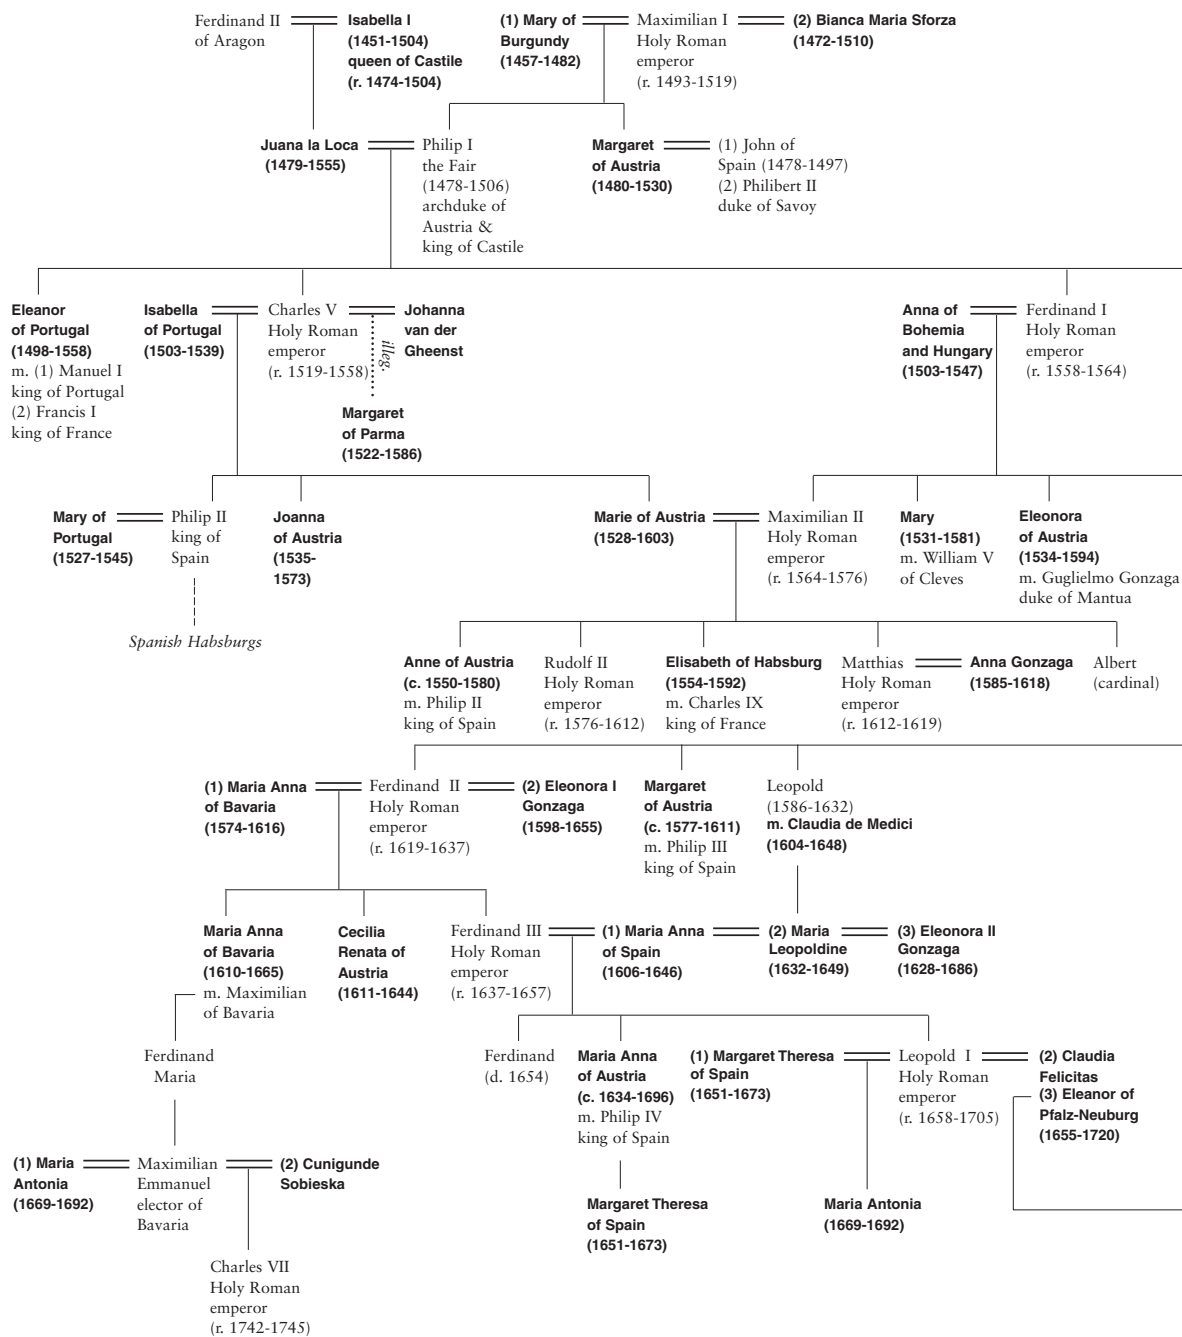 Ferdinand II
of Aragon
Isabella I
(1451-1504)
queen of Castile
(r. 1474-1504)
(1) Mary of
Burgundy
(1457-1482)
Maximilian I
Holy Roman
emperor
(r. 1493-1519)
(2) Bianca Maria Sforza
(1472-1510)
Juana la Loca
(1479-1555)
Philip I
the Fair
(1478-1506)
archduke of
Austria &
king of Castile
Margaret
of Austria
(1480-1530)
(1) John of
Spain (1478-1497)
(2) Philibert II
duke of Savoy
Eleanor
of Portugal
(1498-1558)
m. (1) Manuel I
king of Portugal
(2) Francis I
king of France
Isabella
of Portugal
(1503-1539)
Charles V
Holy Roman
emperor
(r. 1519-1558)
illeg.
Johanna
van der
Gheenst
Margaret
of Parma
(1522-1586)
Anna of
Bohemia
and Hungary
(1503-1547)
Ferdinand I
Holy Roman
emperor
(r. 1558-1564)
Mary of
Portugal
(1527-1545)
Philip II
king of
Spain
Spanish Habsburgs
Joanna
of Austria
(1535-
1573)
Marie of Austria
(1528-1603)
Maximilian II
Holy Roman
emperor
(r. 1564-1576)
Mary
(1531-1581)
m. William V
of Cleves
Eleonora
of Austria
(1534-1594)
m. Guglielmo Gonzaga
duke of Mantua
Anne of Austria
(c. 1550-1580)
m. Philip II
king of Spain
Rudolf II
Holy Roman
emperor
(r. 1576-1612)
Elisabeth of Habsburg
(1554-1592)
m. Charles IX
king of France
Matthias
Holy Roman
emperor
(r. 1612-1619)
Anna Gonzaga
(1585-1618)
Albert
(cardinal)
(1) Maria Anna
of Bavaria
(1574-1616)
Ferdinand II
Holy Roman
emperor
(r. 1619-1637)
(2) Eleonora I
Gonzaga
(1598-1655)
Margaret
of Austria
(c. 1577-1611)
m. Philip III
king of Spain
Leopold
(1586-1632)
m. Claudia de Medici
(1604-1648)
Maria Anna
of Bavaria
(1610-1665)
m. Maximilian
of Bavaria
Cecilia
Renata of
Austria
(1611-1644)
Ferdinand III
Holy Roman
emperor
(r. 1637-1657)
(1) Maria Anna
of Spain
(1606-1646)
(2) Maria
Leopoldine
(1632-1649)
(3) Eleonora II
Gonzaga
(1628-1686)
Ferdinand
Maria
Ferdinand
(d. 1654)
Maria Anna
of Austria
(c. 1634-1696)
m. Philip IV
king of Spain
(1) Margaret Theresa
of Spain
(1651-1673)
Leopold I
Holy Roman
emperor
(r. 1658-1705)
(2) Claudia
Felicitas
(3) Eleanor of
Pfalz-Neuburg
(1655-1720)
(1) Maria
Antonia
(1669-1692)
Maximilian
Emmanuel
elector of
Bavaria
(2) Cunigunde
Sobieska
Margaret Theresa
of Spain
(1651-1673)
Maria Antonia
(1669-1692)
Charles VII
Holy Roman
emperor
(r. 1742-1745)